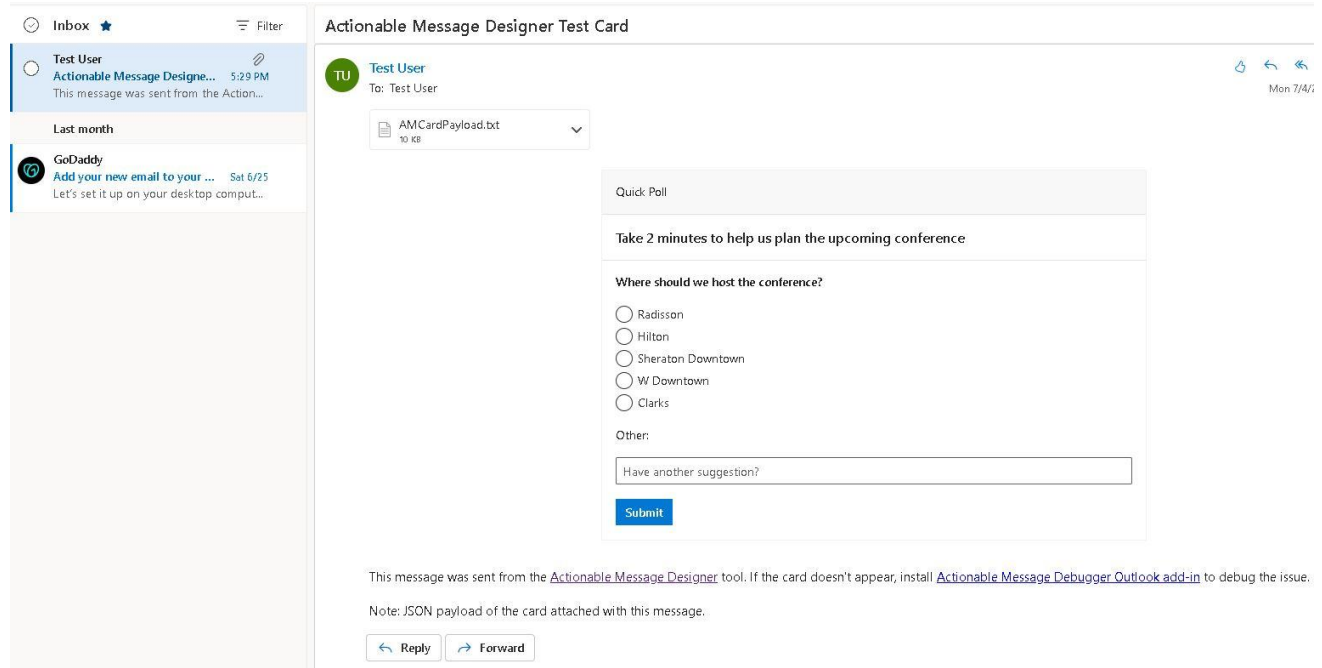 Inbox
Filter
Test User
Actionable Message Designe... 5:29 PM
This message was sent from the Action...
Last month
GoDaddy
Add your new email to your ... Sat 6/25
Let's set it up on your desktop comput...
Actionable Message Designer Test Card
TU
Test User
To: Test User
Mon 7/4/2
AMCardPayload.txt
10 KB
Quick Poll
Take 2 minutes to help us plan the upcoming conference
Where should we host the conference?
Radisson
Hilton
Sheraton Downtown
W Downtown
Clarks
Other:
Have another suggestion?
Submit
This message was sent from the Actionable Message Designer tool. If the card doesn't appear, install Actionable Message Debugger Outlook add-in to debug the issue.
Note: JSON payload of the card attached with this message.
Reply
Forward